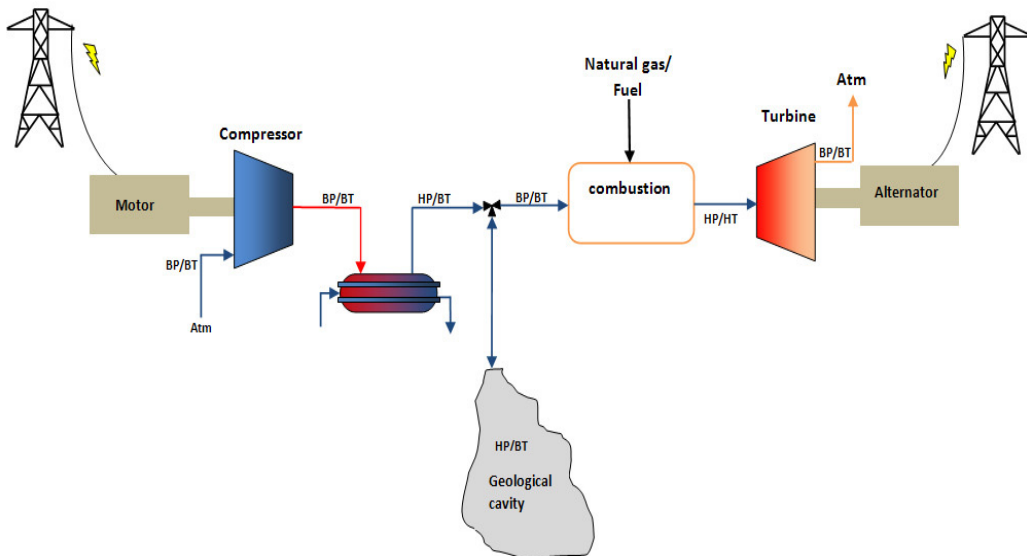 Natural gas/
Fuel
Atm
Turbine
Compressor
BP/BT
combustion
Motor
BP/BT
HP/BT
BP/BT
Alternator
HP/HT
BP/BT
Atm
HP/BT
Geological
cavity